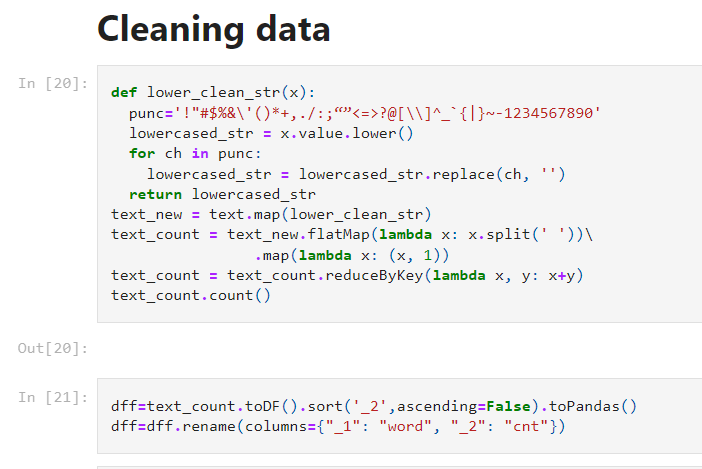 Cleaning data
In [20]:
def lower_clean_str(x):
  punc='!"#$%&\'()*+,./:;“”<=>?@[\\]^_`{|}~-1234567890'
  lowercased_str = x.value.lower()
  for ch in punc:
    lowercased_str = lowercased_str.replace(ch, '')
  return lowercased_str
text_new = text.map(lower_clean_str)
text_count = text_new.flatMap(lambda x: x.split(' '))\
                .map(lambda x: (x, 1))
text_count = text_count.reduceByKey(lambda x, y: x+y)
text_count.count()
Out[20]:
In [21]:
dff=text_count.toDF().sort('_2',ascending=False).toPandas()
dff=dff.rename(columns={"_1": "word", "_2": "cnt"})